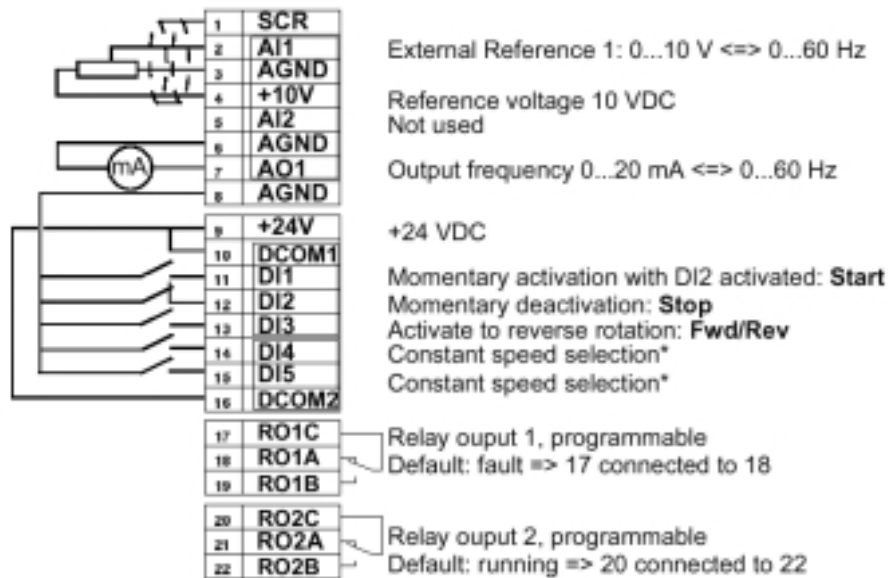 1 SCR
2 AI1 External Reference 1: 0...10 V <=> 0...60 Hz
3 AGND
4 +10V Reference voltage 10 VDC
5 AI2 Not used
6 AGND
mA 7 AO1 Output frequency 0...20 mA <=> 0...60 Hz
8 AGND
9 +24V +24 VDC
10 DCOM1
11 DI1 Momentary activation with DI2 activated: Start
12 DI2 Momentary deactivation: Stop
13 DI3 Activate to reverse rotation: Fwd/Rev
14 DI4 Constant speed selection*
15 DI5 Constant speed selection*
16 DCOM2
17 RO1C Relay ouput 1, programmable
18 RO1A Default: fault => 17 connected to 18
19 RO1B
20 RO2C
21 RO2A Relay ouput 2, programmable
22 RO2B Default: running => 20 connected to 22